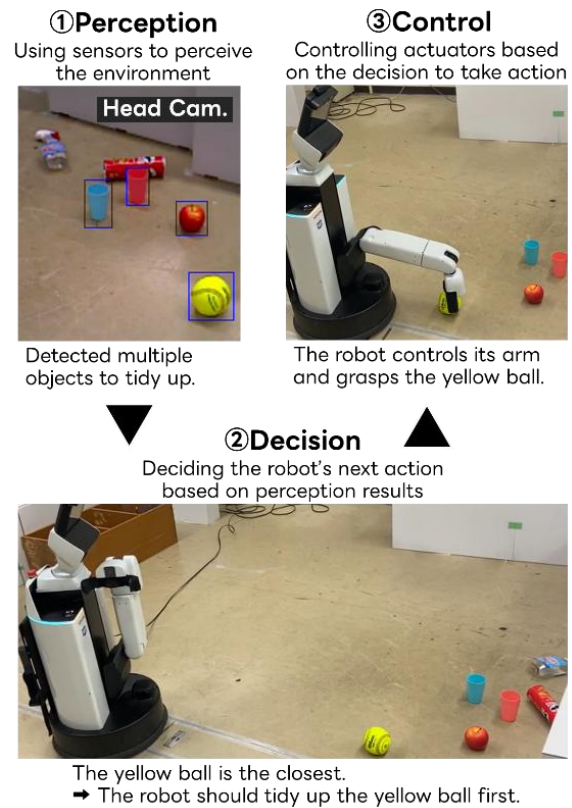 ①Perception
Using sensors to perceive
the environment
Head Cam.
Detected multiple
objects to tidy up.
③Control
Controlling actuators based
on the decision to take action
The robot controls its arm
and grasps the yellow ball.
②Decision
Deciding the robot's next action
based on perception results
The yellow ball is the closest.
➡ The robot should tidy up the yellow ball first.